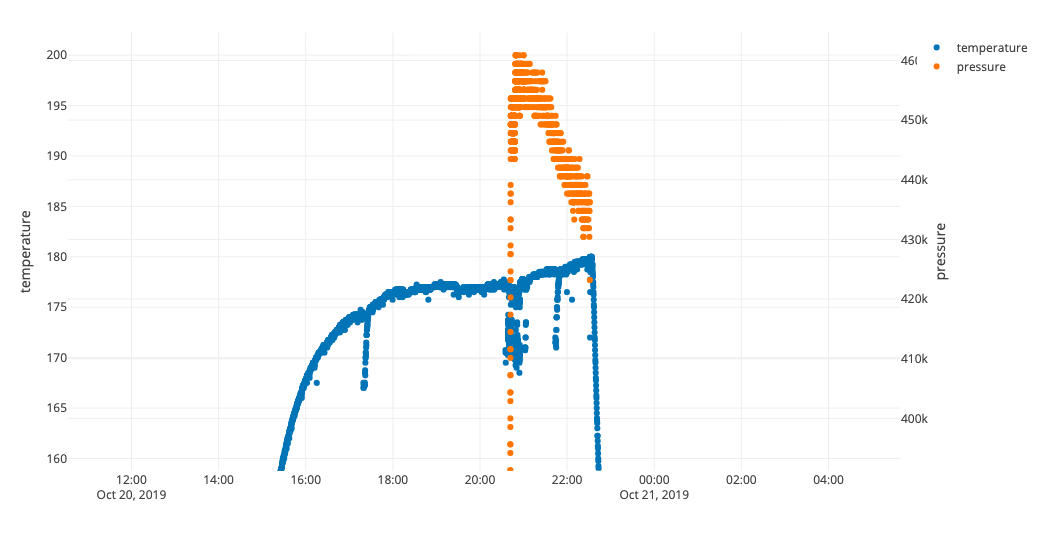 temperature
pressure
200
195
190
185
180
175
170
165
160
temperature
450k
440k
430k
420k
410k
400k
pressure
12:00
Oct 20, 2019
14:00
16:00
18:00
20:00
22:00
00:00
Oct 21, 2019
02:00
04:00